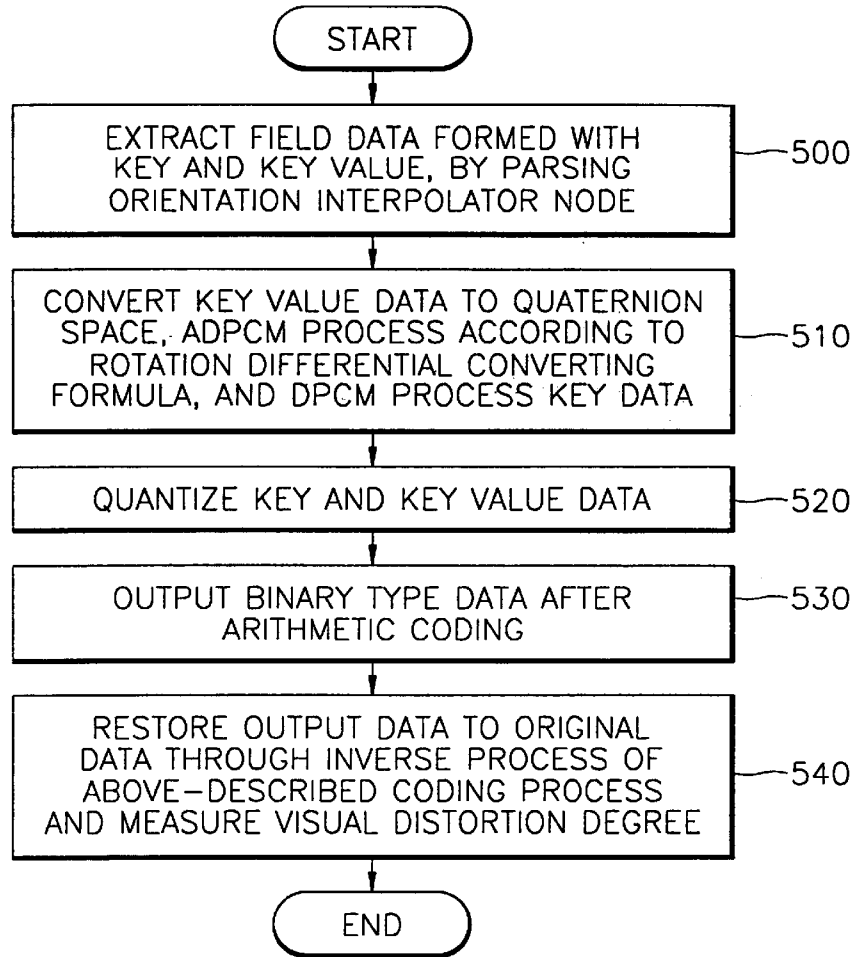 START
EXTRACT FIELD DATA FORMED WITH
KEY AND KEY VALUE, BY PARSING
ORIENTATION INTERPOLATOR NODE
500
CONVERT KEY VALUE DATA TO QUATERNION
SPACE, ADPCM PROCESS ACCORDING TO
ROTATION DIFFERENTIAL CONVERTING
FORMULA, AND DPCM PROCESS KEY DATA
510
QUANTIZE KEY AND KEY VALUE DATA
520
OUTPUT BINARY TYPE DATA AFTER
ARITHMETIC CODING
530
RESTORE OUTPUT DATA TO ORIGINAL
DATA THROUGH INVERSE PROCESS OF
ABOVE-DESCRIBED CODING PROCESS
AND MEASURE VISUAL DISTORTION DEGREE
540
END